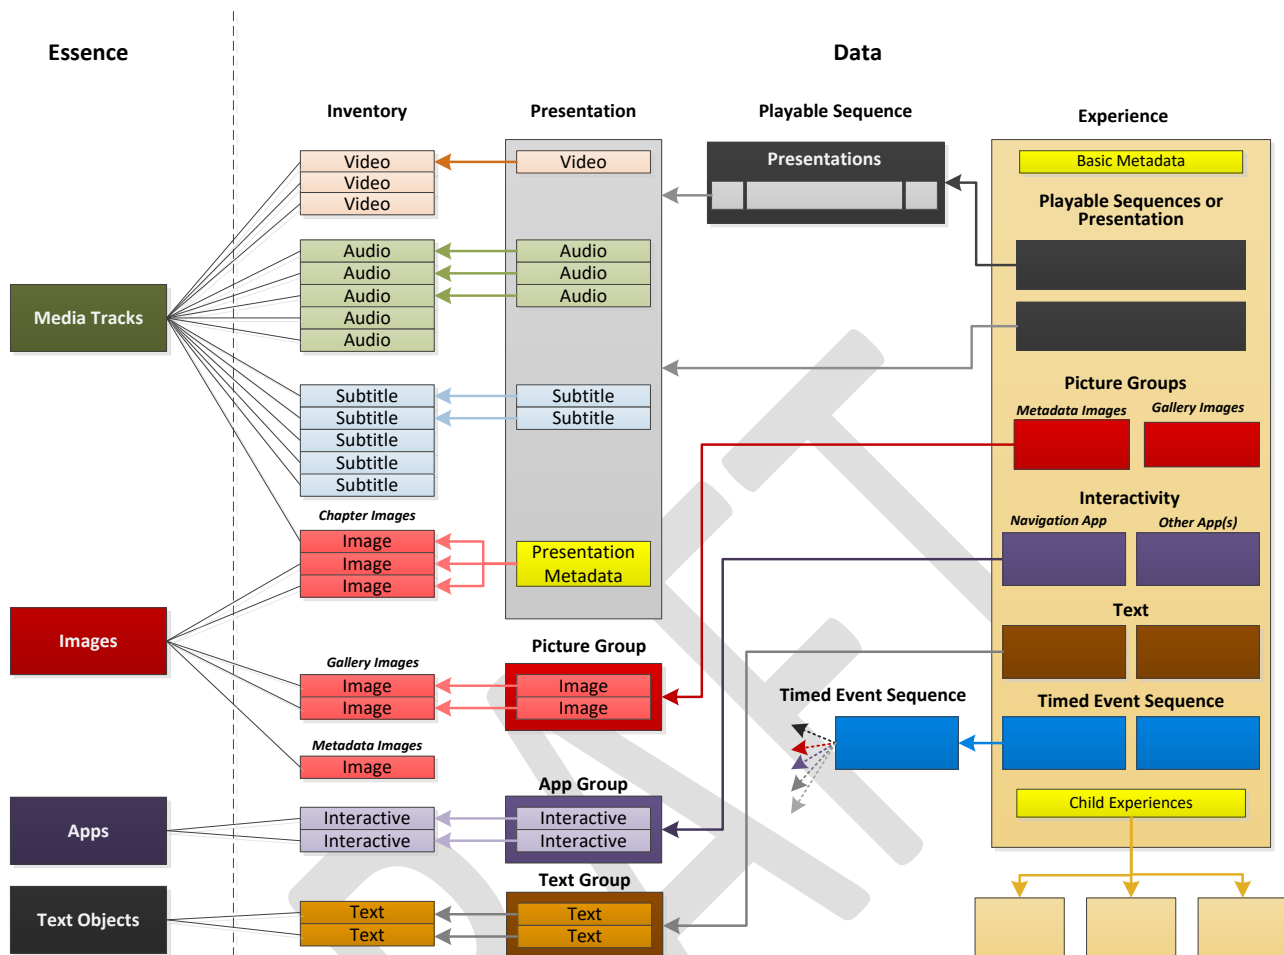 Essence
Data
Inventory
Presentation
Playable Sequence
Experience
Video
Video
Video
Video
Presentations
Basic Metadata
Playable Sequences or
Presentation
Audio
Audio
Audio
Audio
Audio
Audio
Audio
Audio
Media Tracks
Subtitle
Subtitle
Subtitle
Subtitle
Subtitle
Subtitle
Subtitle
Picture Groups
Metadata Images
Gallery Images
Chapter Images
Image
Image
Image
Presentation
Metadata
Interactivity
Navigation App
Other App(s)
Images
Text
Picture Group
Gallery Images
Image
Image
Image
Image
Timed Event Sequence
Timed Event Sequence
Metadata Images
Image
App Group
Child Experiences
Apps
Interactive
Interactive
Interactive
Interactive
Text Group
Text Objects
Text
Text
Text
Text
DRAFT